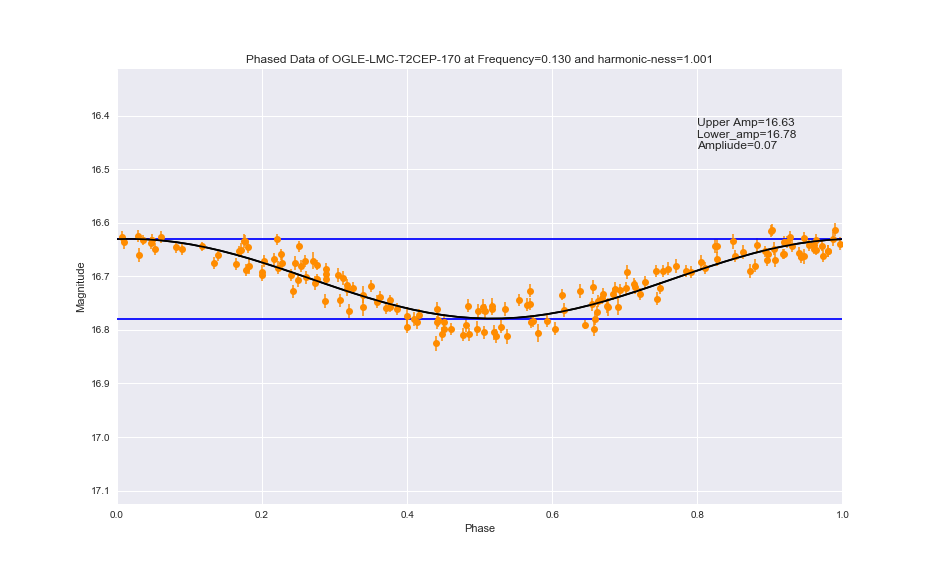 Phased Data of OGLE-LMC-T2CEP-170 at Frequency=0.130 and harmonic-ness=1.001
Upper Amp=16.63
Lower_amp=16.78
Ampliude=0.07
16.4
16.5
16.6
16.7
16.8
16.9
17.0
17.1
Magnitude
0.0 0.2 0.4 0.6 0.8 1.0
Phase